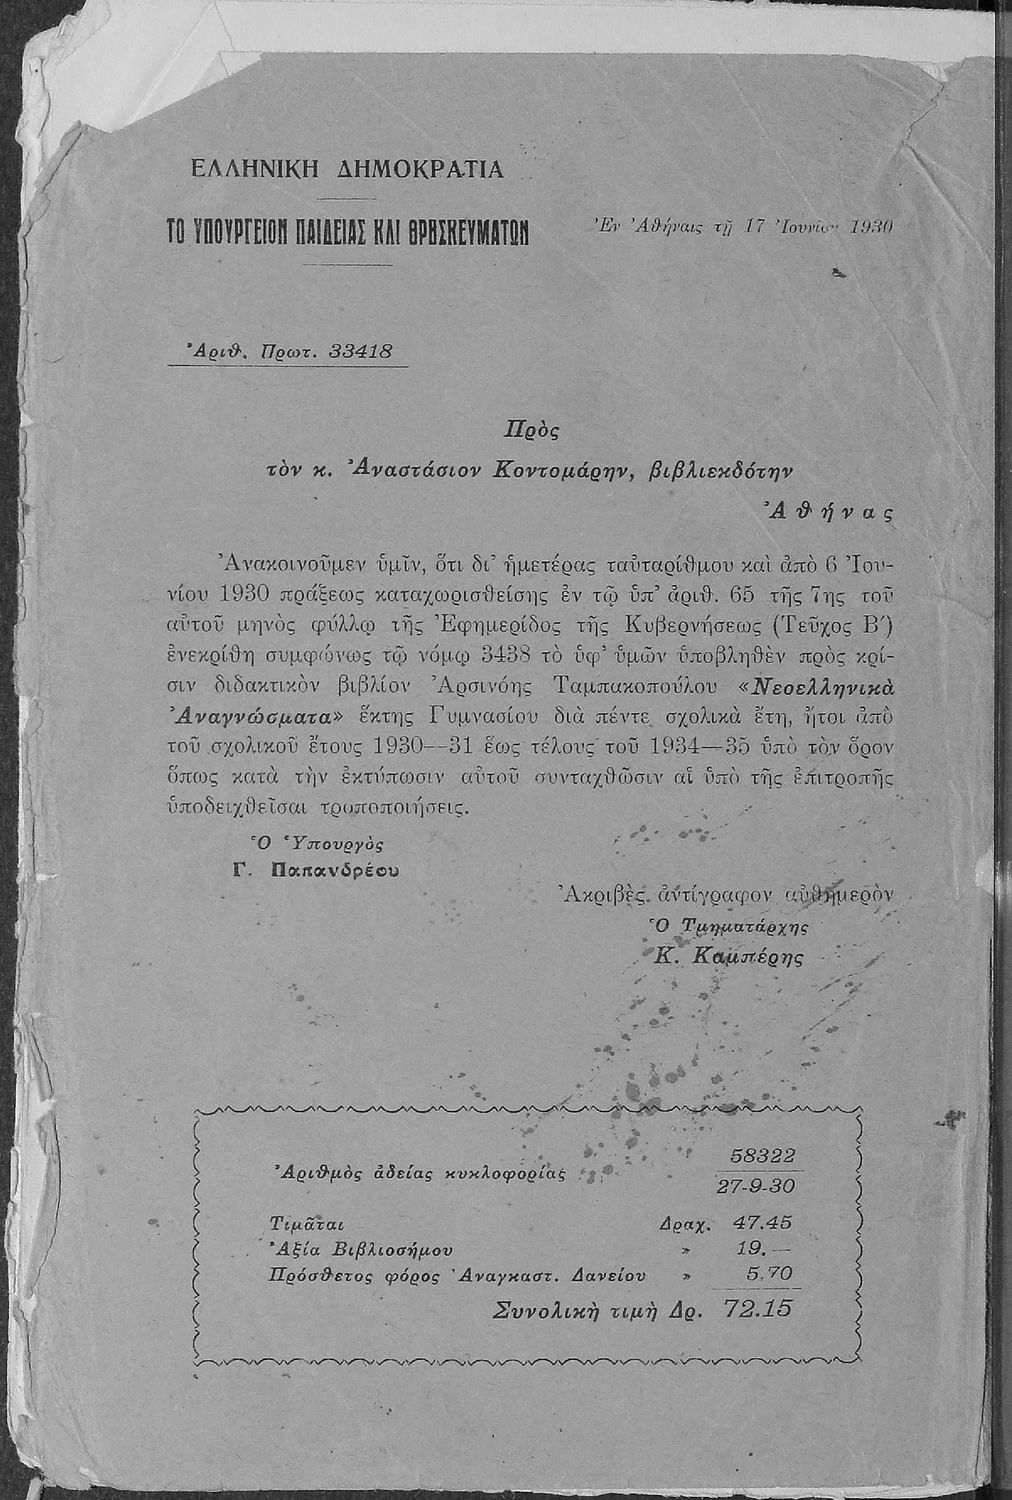 ΕΛΛΗΝΙΚΗ ΔΗΜΟΚΡΑΤΙΑ
ΤΟ ΥΠΟΥΡΓΕΙΟΝ ΠΑΙΔΕΙΑΣ ΚΑΙ ΘΡΗΣΚΕΥΜΑΤΩΝ
Ἐν Ἀθήναις τῇ 17 Ἰουνίου 1930
Ἀριθ. Πρωτ. 33418
Πρὸς
τὸν κ. Ἀναστάσιον Κοντομάρην, βιβλιεκδότην
Ἀθήνας
Ἀνακοινοῦμεν ὑμῖν, ὅτι δι’ ἡμετέρας ταὐταρίθμου καὶ ἀπὸ 6 Ἰου-
νίου 1930 πράξεως καταχωρισθείσης ἐν τῷ ὑπ’ ἀριθ. 65 τῆς 7ης τοῦ
αὐτοῦ μηνὸς φύλλῳ τῆς Ἐφημερίδος τῆς Κυβερνήσεως (Τεῦχος Β′)
ἐνεκρίθη συμφώνως τῷ νόμῳ 3438 τὸ ὑφ’ ὑμῶν ὑποβληθὲν πρὸς κρί-
σιν διδακτικὸν βιβλίον Ἀρσινόης Ταμπακοπούλου «Νεοελληνικὰ
Ἀναγνώσματα» ἕκτης Γυμνασίου διὰ πέντε σχολικὰ ἔτη, ἤτοι ἀπὸ
τοῦ σχολικοῦ ἔτους 1930—31 ἕως τέλους τοῦ 1934—35 ὑπὸ τὸν ὅρον
ὅπως κατὰ τὴν ἐκτύπωσιν αὐτοῦ συνταχθῶσιν αἱ ὑπὸ τῆς ἐπιτροπῆς
ὑποδειχθεῖσαι τροποποιήσεις.
Ὁ Ὑπουργὸς
Γ. Παπανδρέου
Ἀκριβὲς ἀντίγραφον αὐθημερὸν
Ὁ Τμηματάρχης
Κ. Καμπέρης
Ἀριθμὸς ἀδείας κυκλοφορίας 58322
27-9-30
Τιμᾶται Δραχ. 47.45
Ἀξία Βιβλιοσήμου » 19.—
Πρόσθετος φόρος Ἀναγκαστ. Δανείου » 5.70
Συνολικὴ τιμὴ Δρ. 72.15